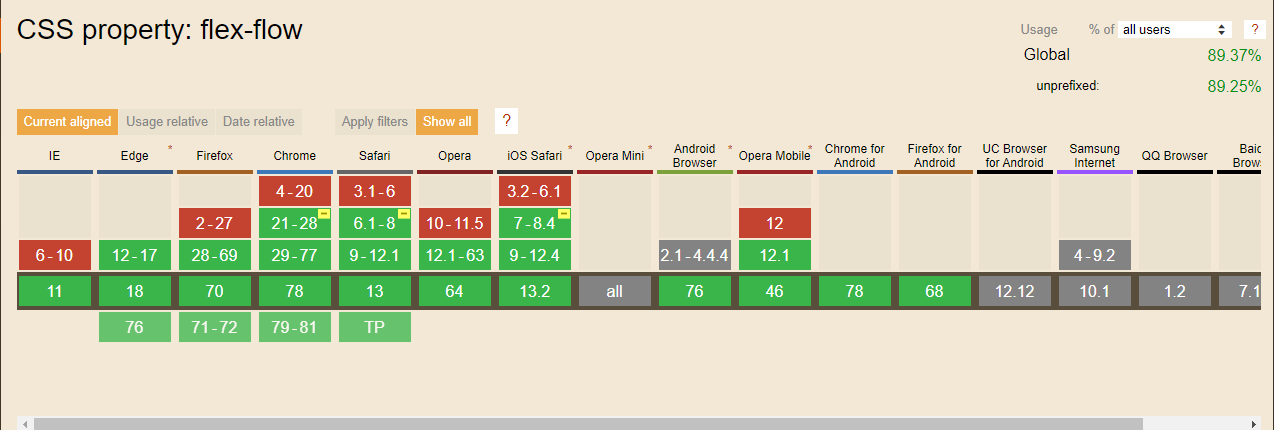 CSS property: flex-flow
Usage % of all users ?
Global 89.37%
unprefixed: 89.25%
Current aligned Usage relative Date relative Apply filters Show all ?
IE Edge * Firefox Chrome Safari Opera iOS Safari * Opera Mini * Android Browser * Opera Mobile * Chrome for Android Firefox for Android UC Browser for Android Samsung Internet QQ Browser Baid Brows
4-20 3.1-6 3.2-6.1
2-27 21-28 6.1-8 10-11.5 7-8.4 12
6-10 12-17 28-69 29-77 9-12.1 12.1-63 9-12.4 2.1-4.4.4 12.1 4-9.2
11 18 70 78 13 64 13.2 all 76 46 78 68 12.12 10.1 1.2 7.1
76 71-72 79-81 TP